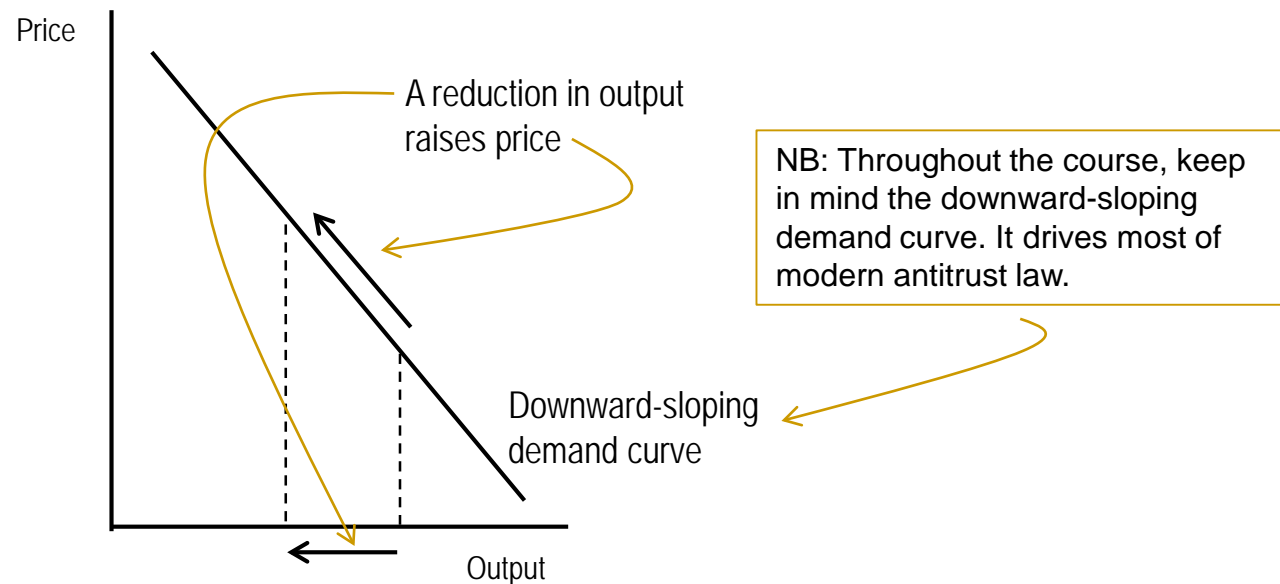 Price
A reduction in output
raises price
NB: Throughout the course, keep
in mind the downward-sloping
demand curve. It drives most of
modern antitrust law.
Downward-sloping
demand curve
Output